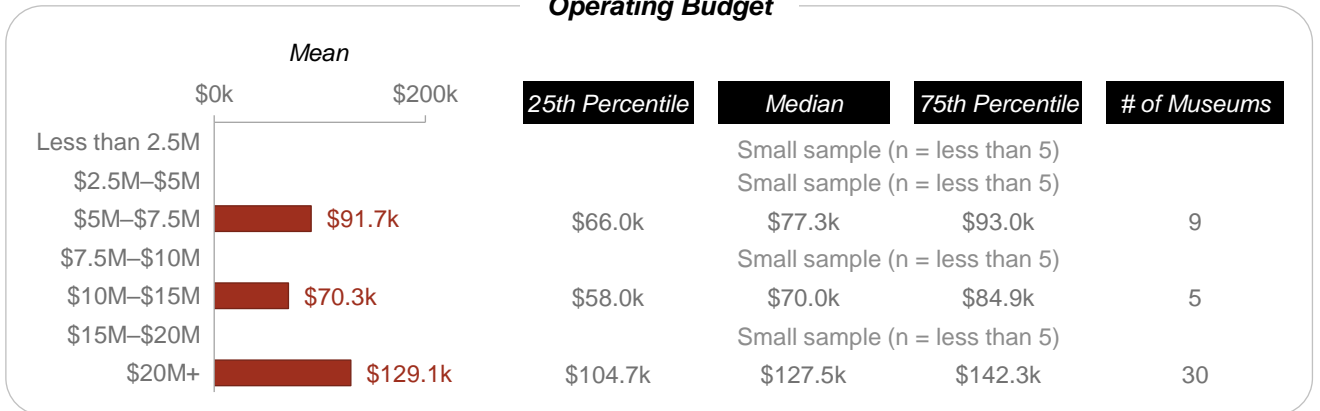 Operating Budget
Mean
$0k $200k 25th Percentile Median 75th Percentile # of Museums
Less than 2.5M Small sample (n = less than 5)
$2.5M–$5M Small sample (n = less than 5)
$5M–$7.5M $91.7k $66.0k $77.3k $93.0k 9
$7.5M–$10M Small sample (n = less than 5)
$10M–$15M $70.3k $58.0k $70.0k $84.9k 5
$15M–$20M Small sample (n = less than 5)
$20M+ $129.1k $104.7k $127.5k $142.3k 30